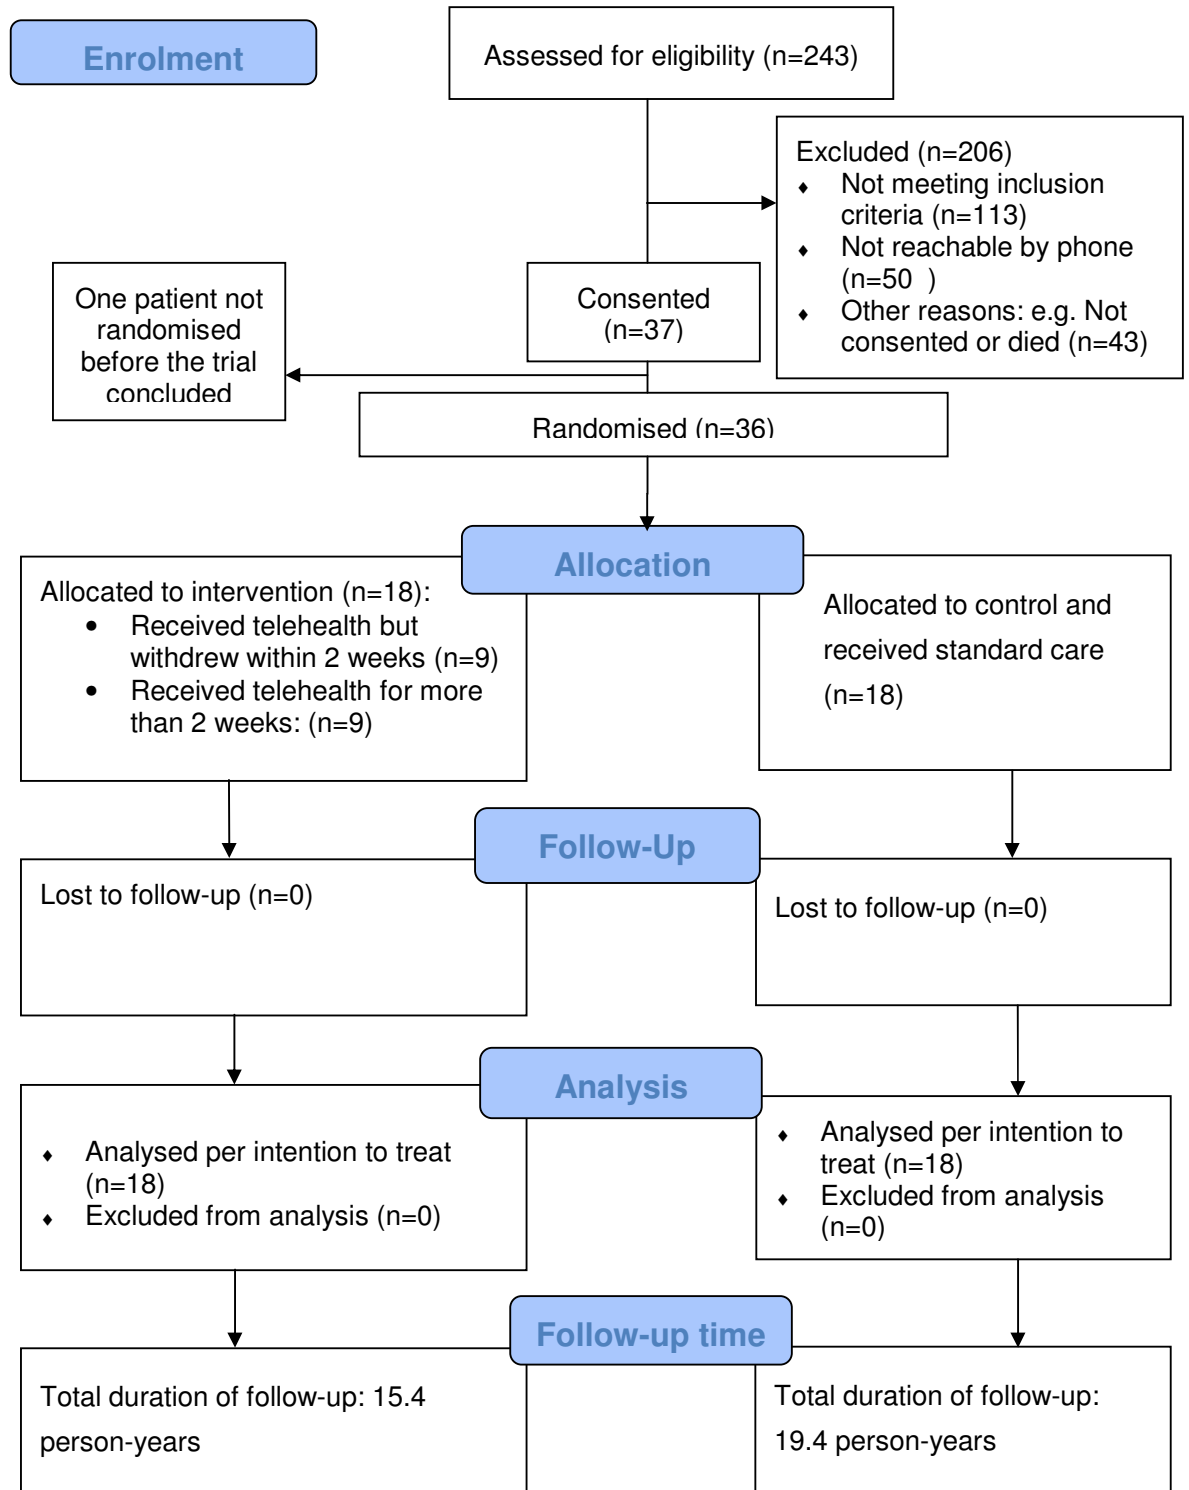 Enrolment
Assessed for eligibility (n=243)
Excluded (n=206)
♦ Not meeting inclusion
criteria (n=113)
♦ Not reachable by phone
(n=50 )
♦ Other reasons: e.g. Not
consented or died (n=43)
Consented
(n=37)
One patient not
randomised
before the trial
concluded
Randomised (n=36)
Allocation
Allocated to intervention (n=18):
• Received telehealth but
withdrew within 2 weeks (n=9)
• Received telehealth for more
than 2 weeks: (n=9)
Allocated to control and
received standard care
(n=18)
Follow-Up
Lost to follow-up (n=0)
Lost to follow-up (n=0)
Analysis
♦ Analysed per intention to treat
(n=18)
♦ Excluded from analysis (n=0)
♦ Analysed per intention to
treat (n=18)
♦ Excluded from analysis
(n=0)
Follow-up time
Total duration of follow-up: 15.4
person-years
Total duration of follow-up:
19.4 person-years